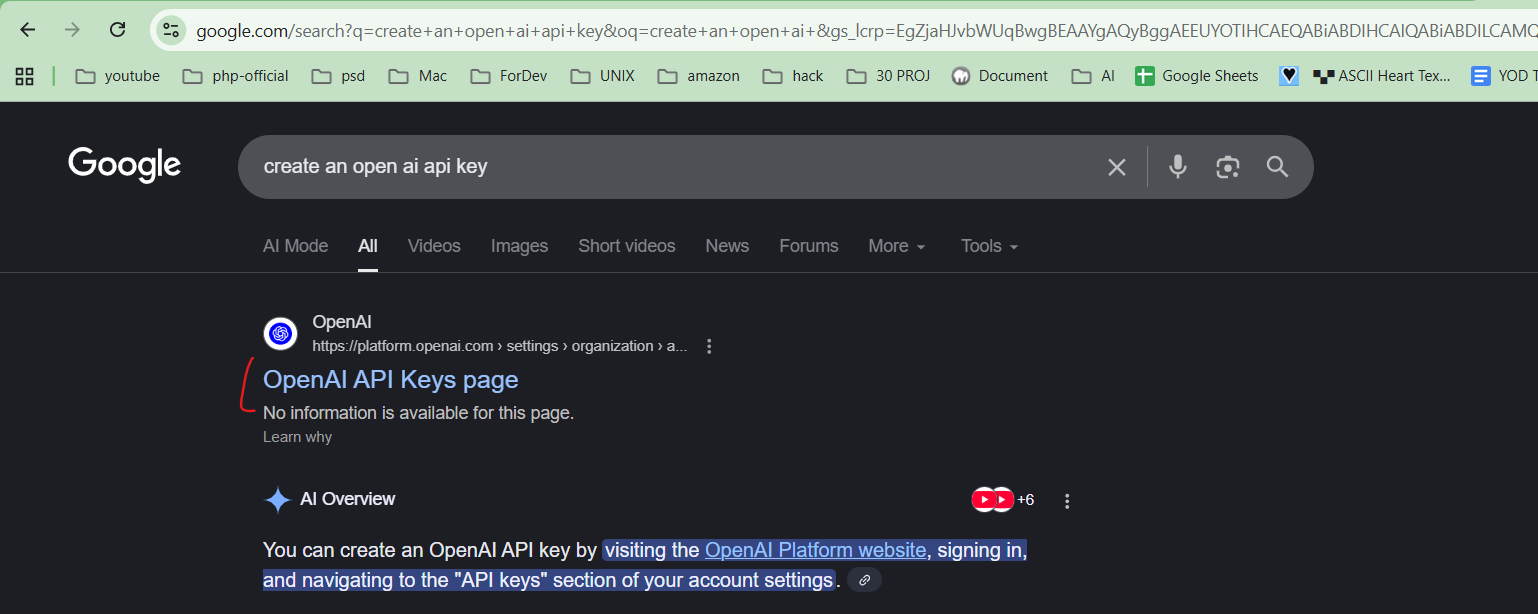 google.com/search?q=create+an+open+ai+api+key&oq=create+an+open+ai+&gs_lcrp=EgZjaHJvbWUqBwgBEAAYgAQyBggAEEUYOTIHCAEQABiABDIHCAIQABiABDILCAMQ
youtube php-official psd Mac ForDev UNIX amazon hack 30 PROJ Document AI Google Sheets ASCII Heart Tex... YOD T
Google
create an open ai api key
AI Mode All Videos Images Short videos News Forums More Tools
OpenAI
https://platform.openai.com › settings › organization › a...
OpenAI API Keys page
No information is available for this page.
Learn why
AI Overview +6
You can create an OpenAI API key by visiting the OpenAI Platform website, signing in,
and navigating to the "API keys" section of your account settings.